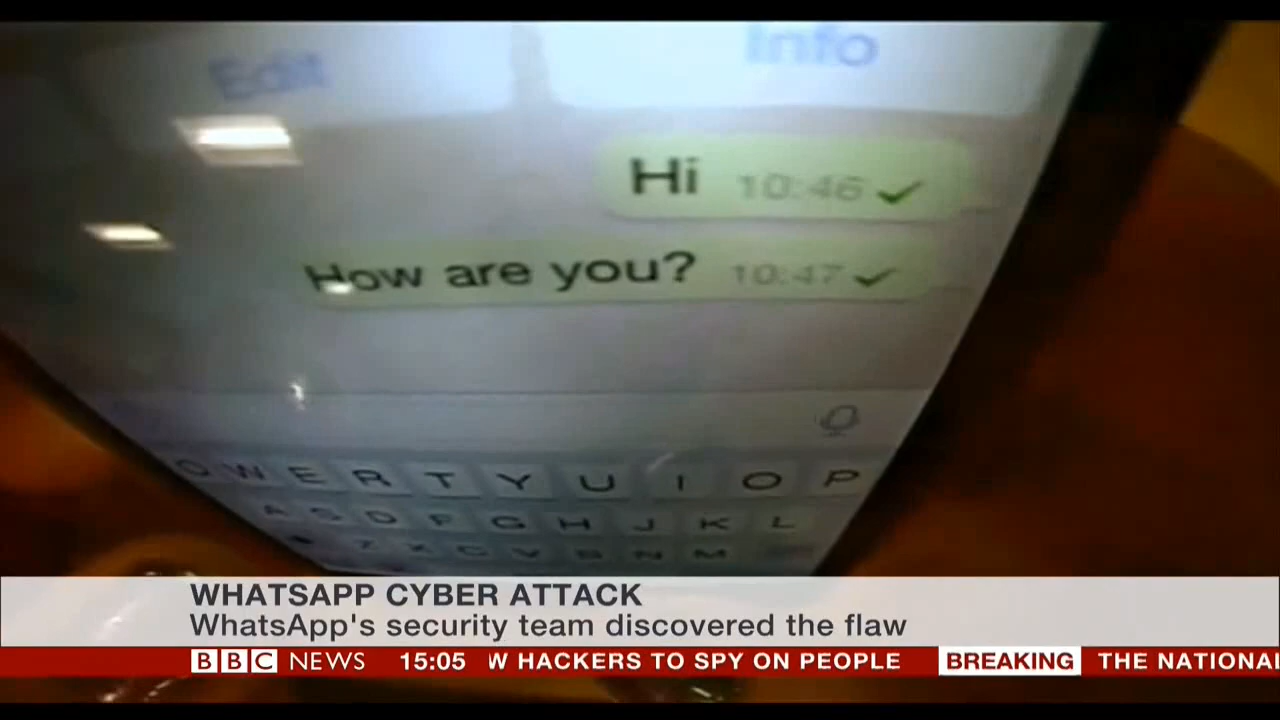 Edit Info
Hi 10:46
How are you? 10:47
Q W E R T Y U I O P
A S D F G H J K L
Z X C V B N M
WHATSAPP CYBER ATTACK
WhatsApp's security team discovered the flaw
BBC NEWS 15:05 W HACKERS TO SPY ON PEOPLE BREAKING THE NATIONAL